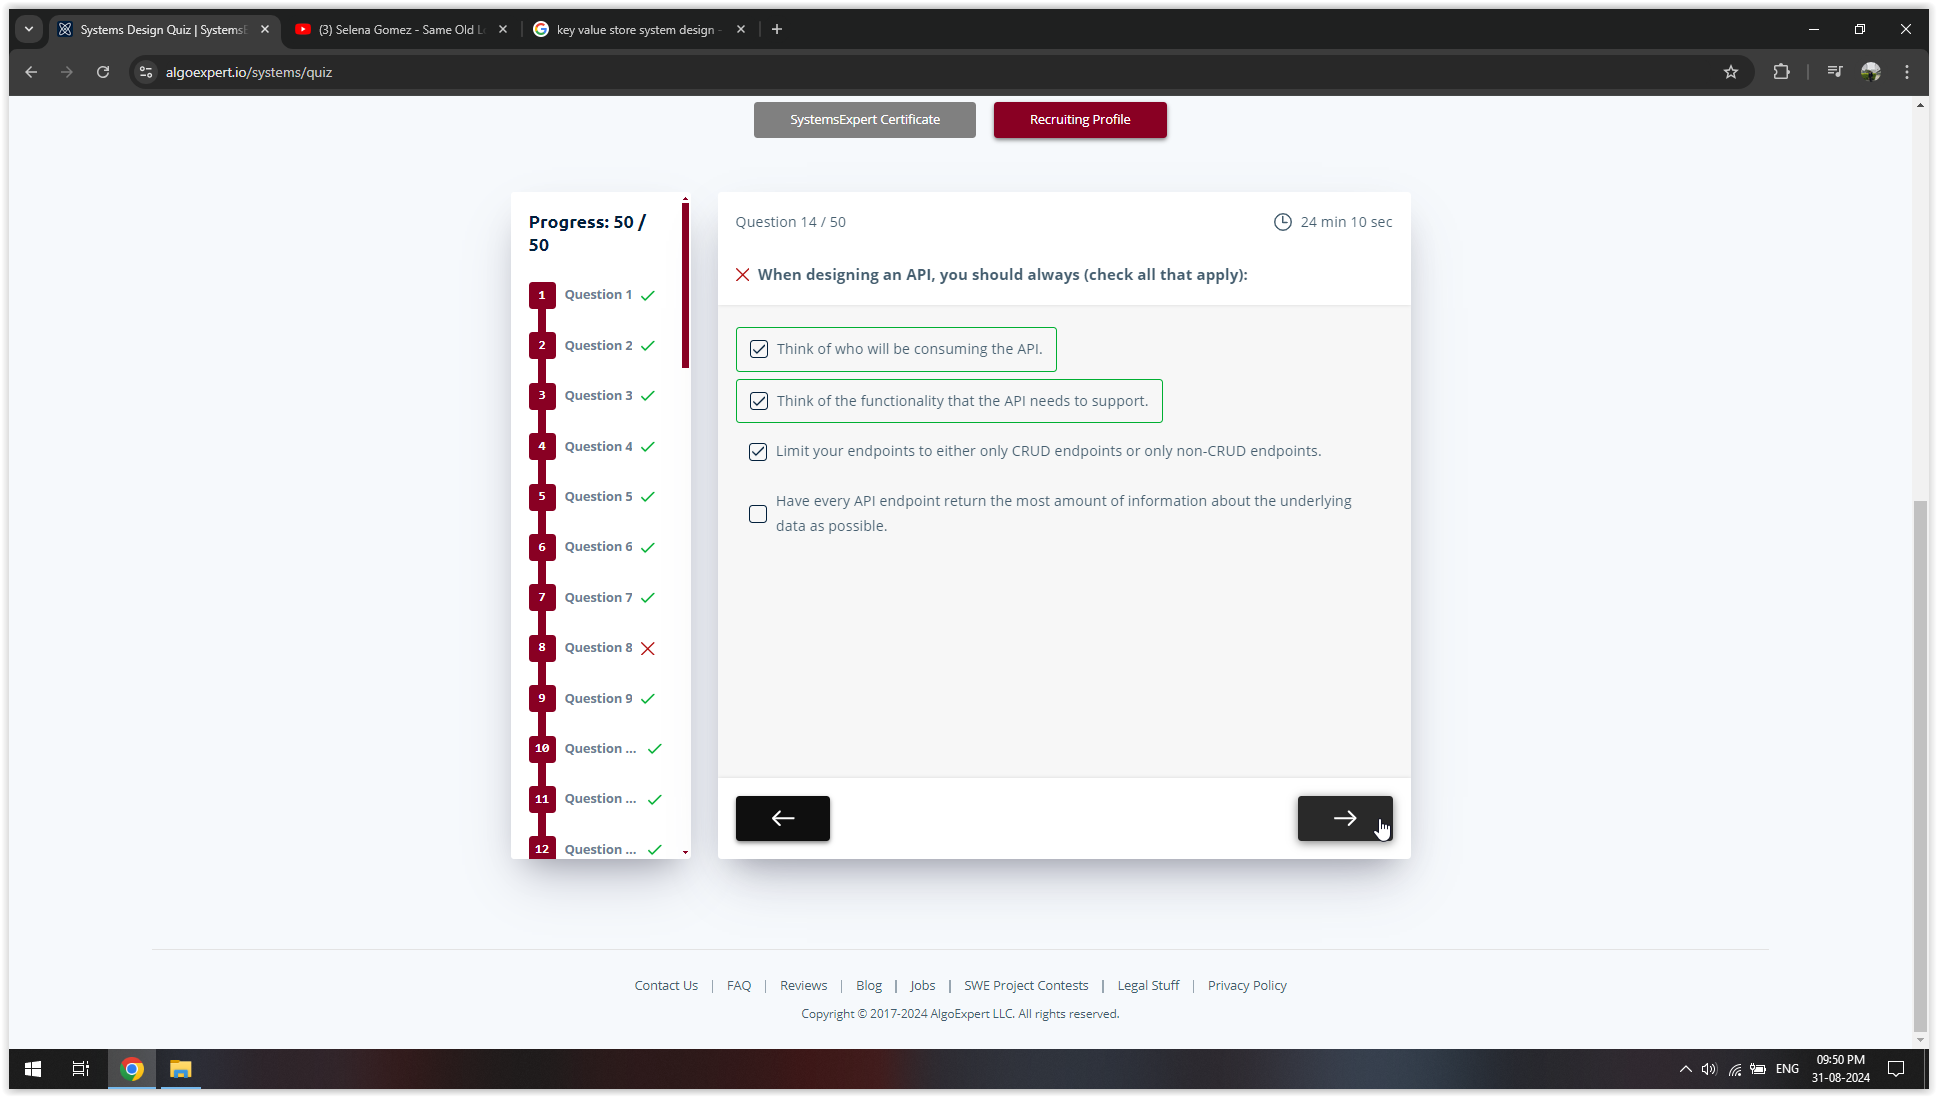 Systems Design Quiz | Systems
(3) Selena Gomez - Same Old L
key value store system design -
algoexpert.io/systems/quiz
SystemsExpert Certificate
Recruiting Profile
Progress: 50 /
50
1 Question 1
2 Question 2
3 Question 3
4 Question 4
5 Question 5
6 Question 6
7 Question 7
8 Question 8
9 Question 9
10 Question ...
11 Question ...
12 Question ...
Question 14 / 50
24 min 10 sec
When designing an API, you should always (check all that apply):
Think of who will be consuming the API.
Think of the functionality that the API needs to support.
Limit your endpoints to either only CRUD endpoints or only non-CRUD endpoints.
Have every API endpoint return the most amount of information about the underlying
data as possible.
Contact Us | FAQ | Reviews | Blog | Jobs | SWE Project Contests | Legal Stuff | Privacy Policy
Copyright © 2017-2024 AlgoExpert LLC. All rights reserved.
ENG
09:50 PM
31-08-2024